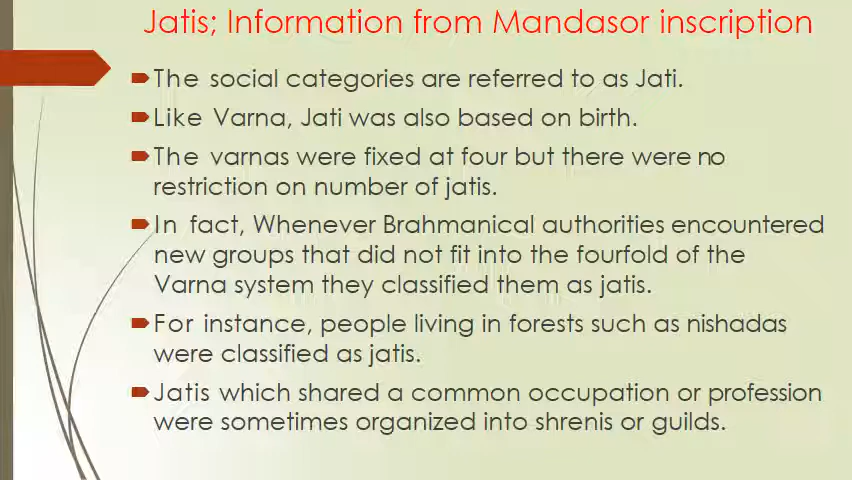 Jatis; Information from Mandasor inscription
The social categories are referred to as Jati.
Like Varna, Jati was also based on birth.
The varnas were fixed at four but there were no
restriction on number of jatis.
In fact, Whenever Brahmanical authorities encountered
new groups that did not fit into the fourfold of the
Varna system they classified them as jatis.
For instance, people living in forests such as nishadas
were classified as jatis.
Jatis which shared a common occupation or profession
were sometimes organized into shrenis or guilds.